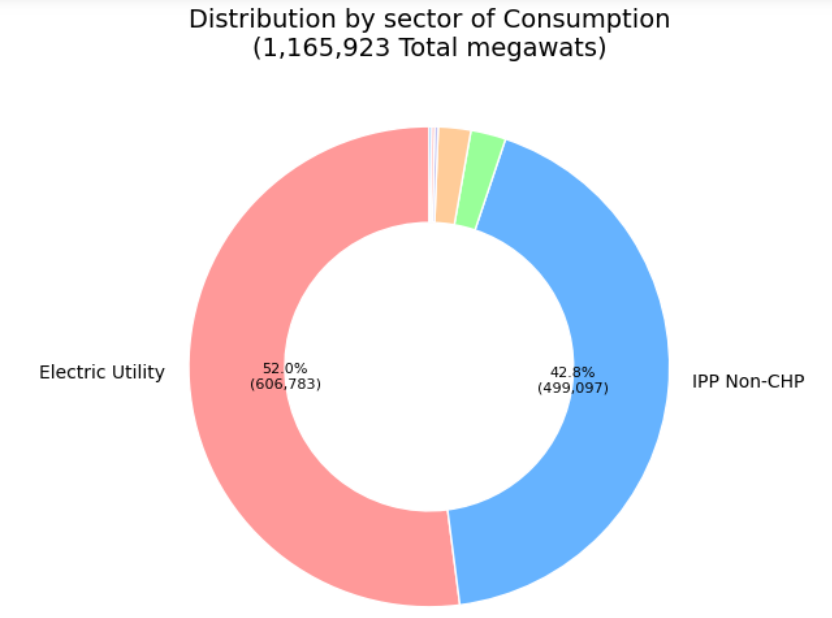 Distribution by sector of Consumption
(1,165,923 Total megawats)
Electric Utility
52.0%
(606,783)
42.8%
(499,097)
IPP Non-CHP